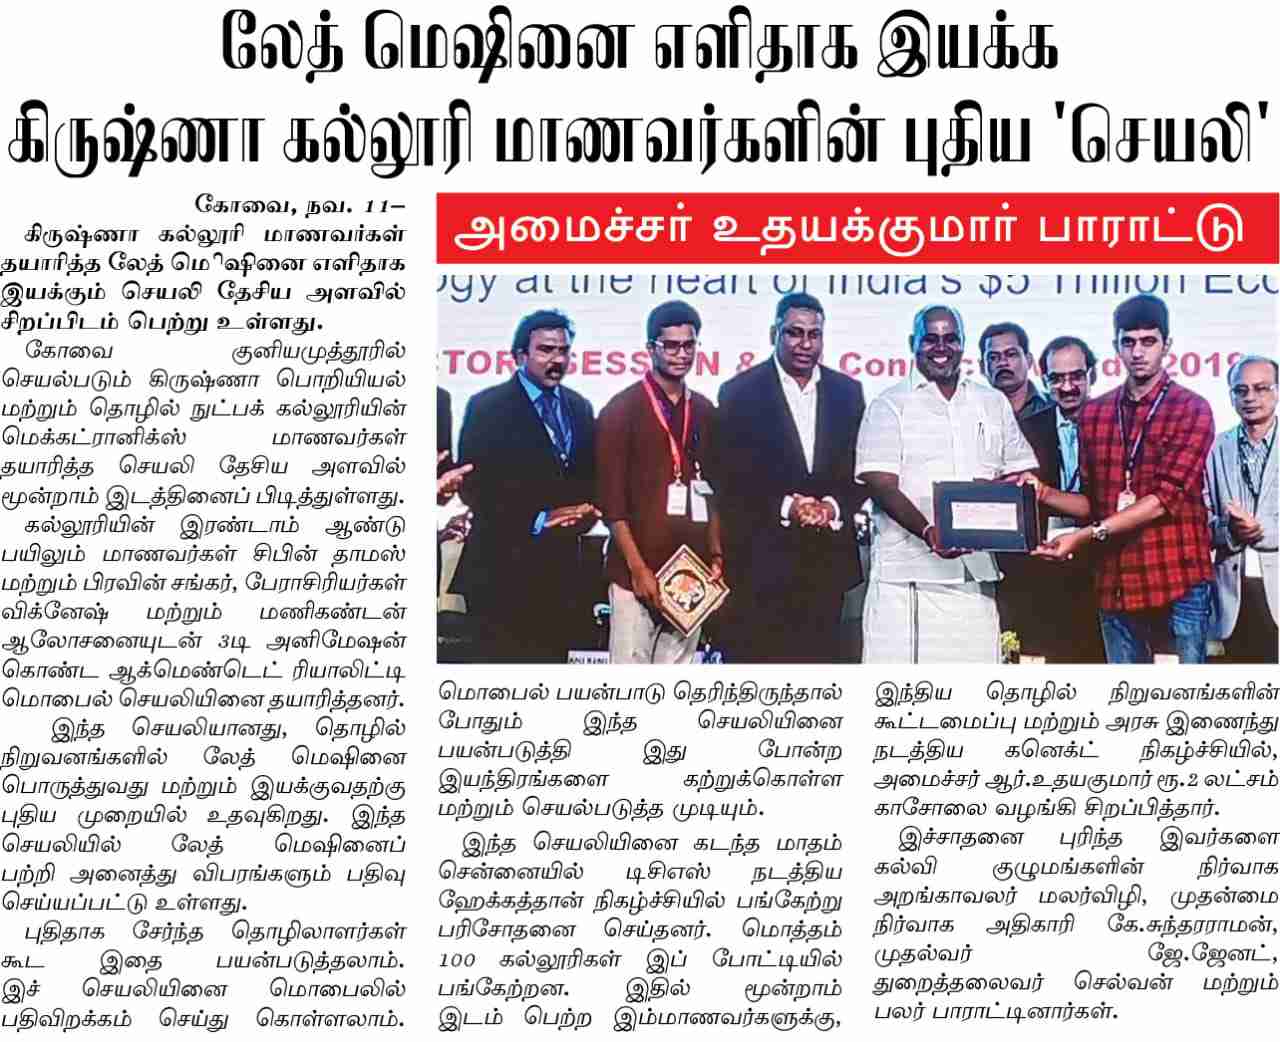 லேத் மெஷினை எளிதாக இயக்க
கிருஷ்ணா கல்லூரி மாணவர்களின் புதிய 'செயலி'
கோவை, நவ. 11–
கிருஷ்ணா கல்லூரி மாணவர்கள்
தயாரித்த லேத் மெிஷினை எளிதாக
இயக்கும் செயலி தேசிய அளவில்
சிறப்பிடம் பெற்று உள்ளது.
கோவை குனியமுத்தூரில்
செயல்படும் கிருஷ்ணா பொறியியல்
மற்றும் தொழில் நுட்பக் கல்லூரியின்
மெக்கட்ரானிக்ஸ் மாணவர்கள்
தயாரித்த செயலி தேசிய அளவில்
மூன்றாம் இடத்தினைப் பிடித்துள்ளது.
கல்லூரியின் இரண்டாம் ஆண்டு
பயிலும் மாணவர்கள் சிபின் தாமஸ்
மற்றும் பிரவின் சங்கர், பேராசிரியர்கள்
விக்னேஷ் மற்றும் மணிகண்டன்
ஆலோசனையுடன் 3டி அனிமேஷன்
கொண்ட ஆக்மெண்டெட் ரியாலிட்டி
மொபைல் செயலியினை தயாரித்தனர்.
இந்த செயலியானது, தொழில்
நிறுவனங்களில் லேத் மெஷினை
பொருத்துவது மற்றும் இயக்குவதற்கு
புதிய முறையில் உதவுகிறது. இந்த
செயலியில் லேத் மெஷினைப்
பற்றி அனைத்து விபரங்களும் பதிவு
செய்யப்பட்டு உள்ளது.
புதிதாக சேர்ந்த தொழிலாளர்கள்
கூட இதை பயன்படுத்தலாம்.
இச் செயலியினை மொபைலில்
பதிவிறக்கம் செய்து கொள்ளலாம்.
அமைச்சர் உதயக்குமார் பாராட்டு
ogy at the heart of India's $5 Trillion Eco
CTOR SESSION & Connect Awards 2019
மொபைல் பயன்பாடு தெரிந்திருந்தால்
போதும் இந்த செயலியினை
பயன்படுத்தி இது போன்ற
இயந்திரங்களை கற்றுக்கொள்ள
மற்றும் செயல்படுத்த முடியும்.
இந்த செயலியினை கடந்த மாதம்
சென்னையில் டிசிஎஸ் நடத்திய
ஹேக்கத்தான் நிகழ்ச்சியில் பங்கேற்று
பரிசோதனை செய்தனர். மொத்தம்
100 கல்லூரிகள் இப் போட்டியில்
பங்கேற்றன. இதில் மூன்றாம்
இடம் பெற்ற இம்மாணவர்களுக்கு,
இந்திய தொழில் நிறுவனங்களின்
கூட்டமைப்பு மற்றும் அரசு இணைந்து
நடத்திய கனெக்ட் நிகழ்ச்சியில்,
அமைச்சர் ஆர்.உதயகுமார் ரூ.2 லட்சம்
காசோலை வழங்கி சிறப்பித்தார்.
இச்சாதனை புரிந்த இவர்களை
கல்வி குழுமங்களின் நிர்வாக
அறங்காவலர் மலர்விழி, முதன்மை
நிர்வாக அதிகாரி கே.சுந்தரராமன்,
முதல்வர் ஜே.ஜேனட்,
துறைத்தலைவர் செல்வன் மற்றும்
பலர் பாராட்டினார்கள்.